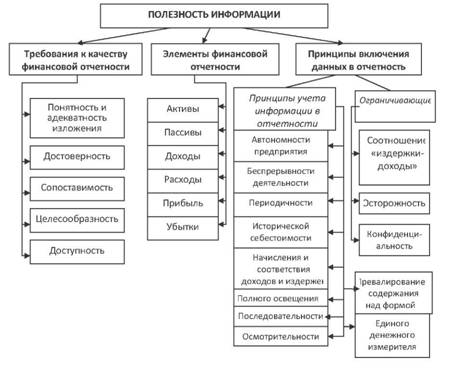 ПОЛЕЗНОСТЬ ИНФОРМАЦИИ
Требования к качеству
финансовой отчетности
Понятность и
адекватность
изложения
Достоверность
Сопоставимость
Целесообразность
Доступность
Элементы финансовой
отчетности
Активы
Пассивы
Доходы
Расходы
Прибыль
Убытки
Принципы включения
данных в отчетность
Принципы учета
информации в
отчетности
Автономности
предприятия
Беспрерывности
деятельности
Периодичности
Исторической
себестоимости
Начисления и
соответствия
доходов и издержек
Полного освещения
Последовательности
Осмотрительности
Ограничивающие
Соотношение
«издержки-
доходы»
Осторожность
Конфиденци-
альность
Превалирование
содержания
над формой
Единого
денежного
измерителя